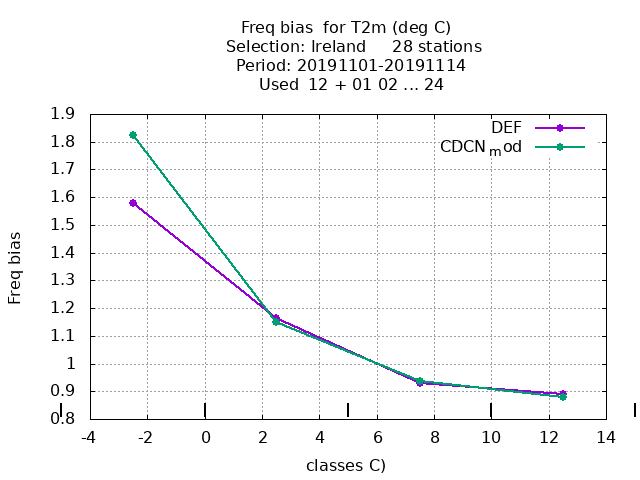 Freq bias  for T2m (deg C)
Selection: Ireland     28 stations
Period: 20191101-20191114
Used  12 + 01 02 ... 24
DEF
CDCN_mod
Freq bias
1.9
1.8
1.7
1.6
1.5
1.4
1.3
1.2
1.1
1
0.9
0.8
-4 -2 0 2 4 6 8 10 12 14
classes C)